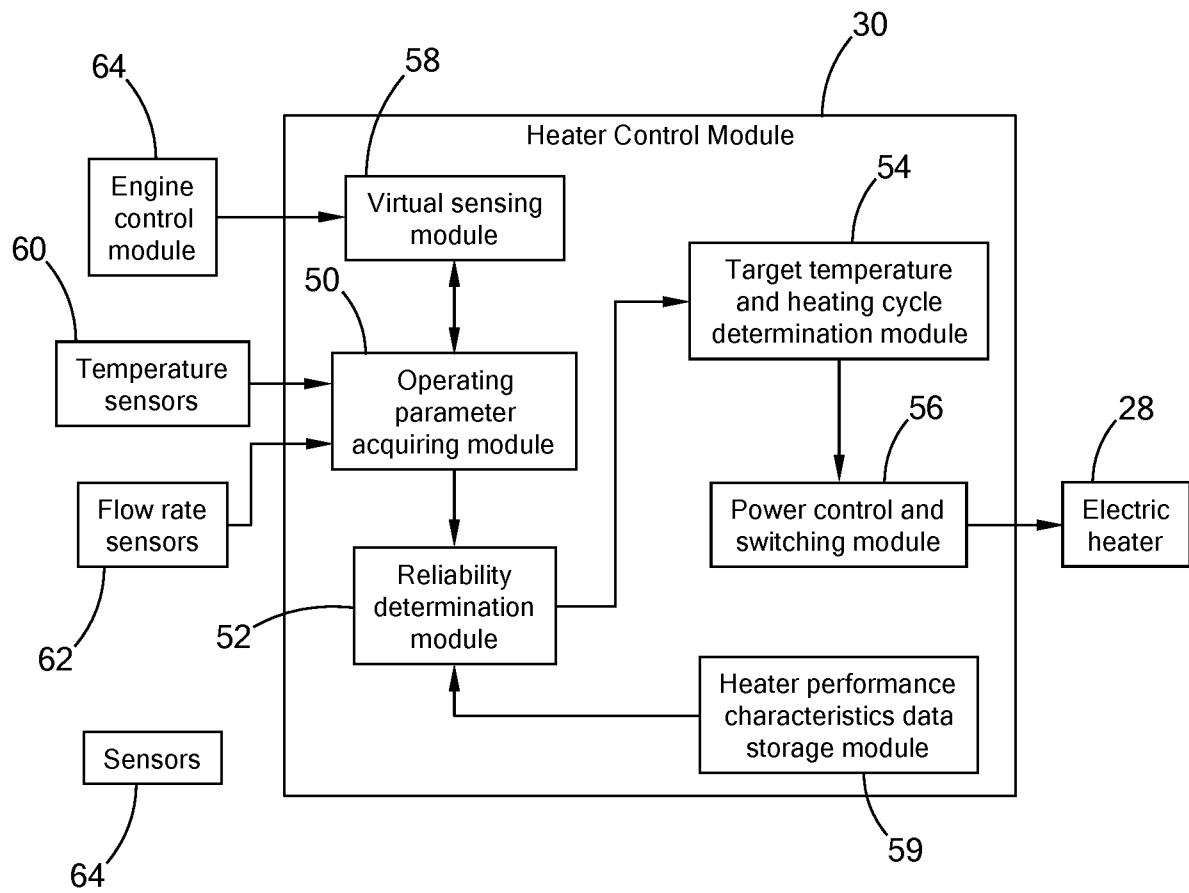 30
64
58
Heater Control Module
Engine
control
module
Virtual sensing
module
54
60
50
Target temperature
and heating cycle
determination module
Temperature
sensors
Operating
parameter
acquiring module
56
28
Flow rate
sensors
Power control and
switching module
Electric
heater
62
52
Reliability
determination
module
Heater performance
characteristics data
storage module
Sensors
64
59